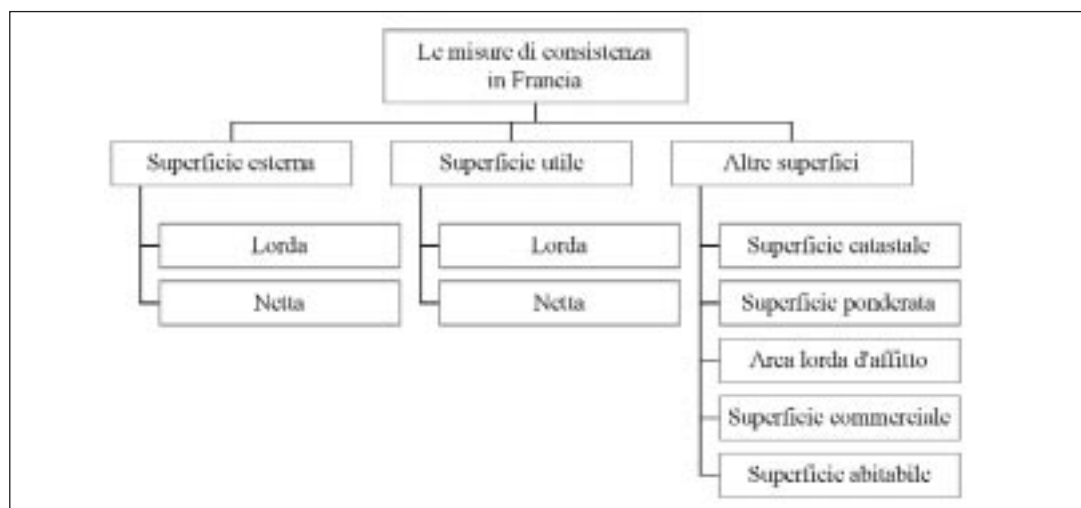 Le misure di consistenza
in Francia
Superficie esterna
Superficie utile
Altre superfici
Lorda
Netta
Lorda
Netta
Superficie catastale
Superficie ponderata
Area lorda d'affitto
Superficie commerciale
Superficie abitabile